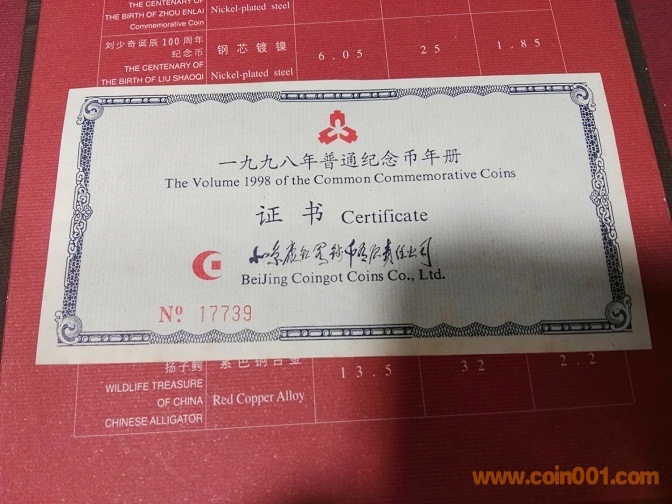 THE CENTENARY OF
THE BIRTH OF ZHOU ENLAI
Commemorative Coin
Nickel-plated steel
刘少奇诞辰100周年
纪念币
钢芯镀镍 6.05 25 1.85
THE CENTENARY OF
THE BIRTH OF LIU SHAOQI
Nickel-plated steel
一九九八年普通纪念币年册
The Volume 1998 of the Common Commemorative Coins
证书 Certificate
BeiJing Coingot Coins Co., Ltd.
Nº 17739
扬子鳄
紫 合金 13.5 32 2.2
WILDLIFE TREASURE
OF CHINA
CHINESE ALLIGATOR
Red Copper Alloy
www.coin001.com